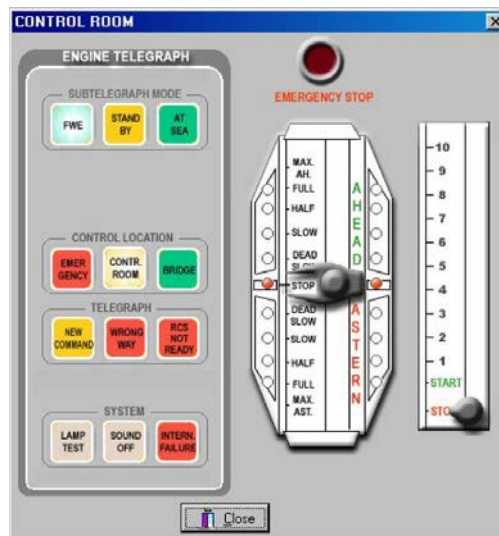 CONTROL ROOM
ENGINE TELEGRAPH
SUBTELEGRAPH MODE
FWE
STAND
BY
AT
SEA
CONTROL LOCATION
EMER
GENCY
CONTR.
ROOM
BRIDGE
TELEGRAPH
NEW
COMMAND
WRONG
WAY
RCS
NOT
READY
SYSTEM
LAMP
TEST
SOUND
OFF
INTERN.
FAILURE
EMERGENCY STOP
MAX.
AH.
FULL
HALF
SLOW
DEAD
SLOW
STOP
DEAD
SLOW
SLOW
HALF
FULL
MAX.
AST.
AHEAD
ASTERN
10
9
8
7
6
5
4
3
2
1
START
STO
Close